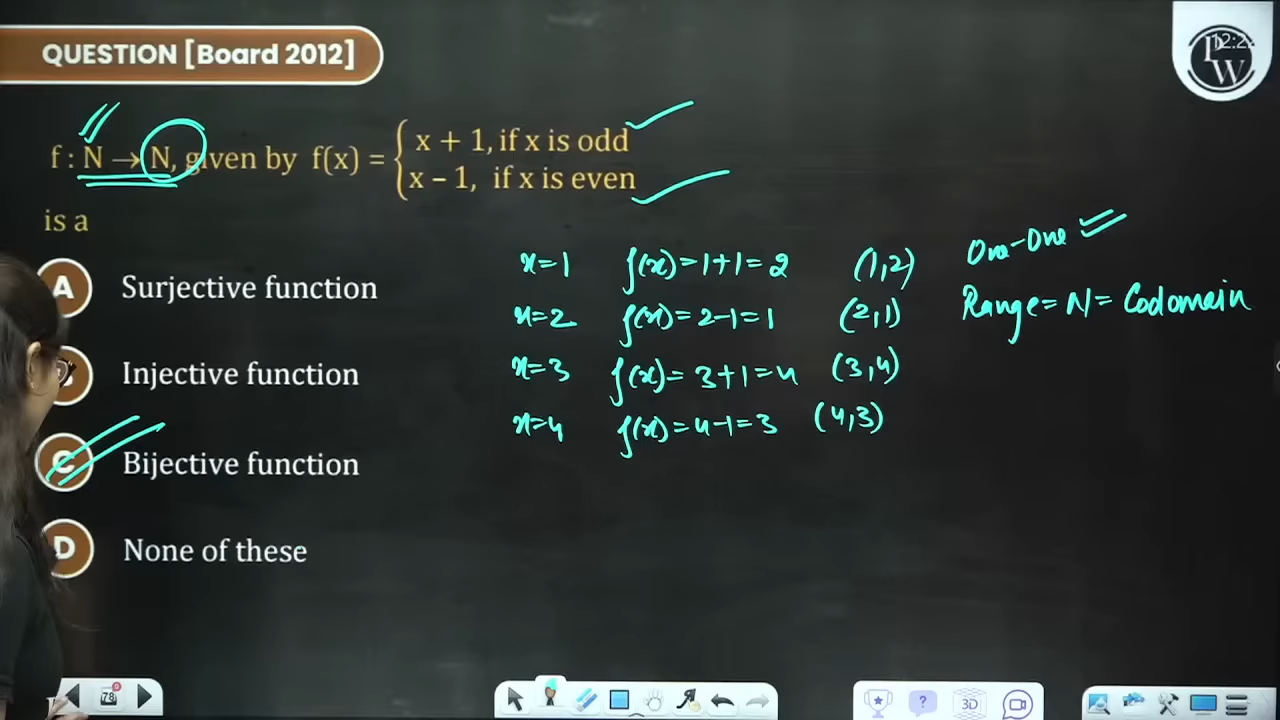 QUESTION [Board 2012]
f : N → N, given by f(x) = { x + 1, if x is odd
x – 1, if x is even
is a
A Surjective function
Injective function
C Bijective function
D None of these
x=1 f(x)=1+1=2 (1,2)
x=2 f(x)=2-1=1 (2,1)
x=3 f(x)=3+1=4 (3,4)
x=4 f(x)=4-1=3 (4,3)
One-One
Range=N=Codomain
78
3D